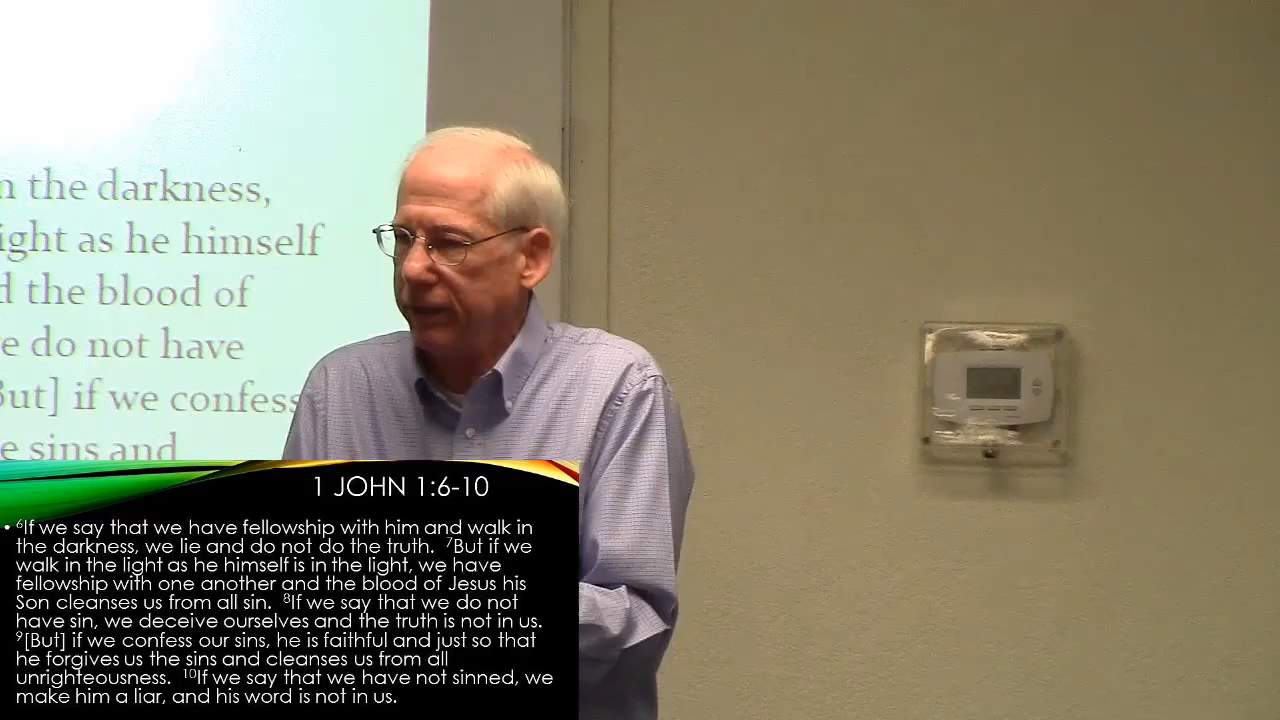 n the darkness,
ight as he himself
d the blood of
e do not have
But] if we confess
e sins and
1 JOHN 1:6-10
• ⁶If we say that we have fellowship with him and walk in
the darkness, we lie and do not do the truth. ⁷But if we
walk in the light as he himself is in the light, we have
fellowship with one another and the blood of Jesus his
Son cleanses us from all sin. ⁸If we say that we do not
have sin, we deceive ourselves and the truth is not in us.
⁹[But] if we confess our sins, he is faithful and just so that
he forgives us the sins and cleanses us from all
unrighteousness. ¹⁰If we say that we have not sinned, we
make him a liar, and his word is not in us.